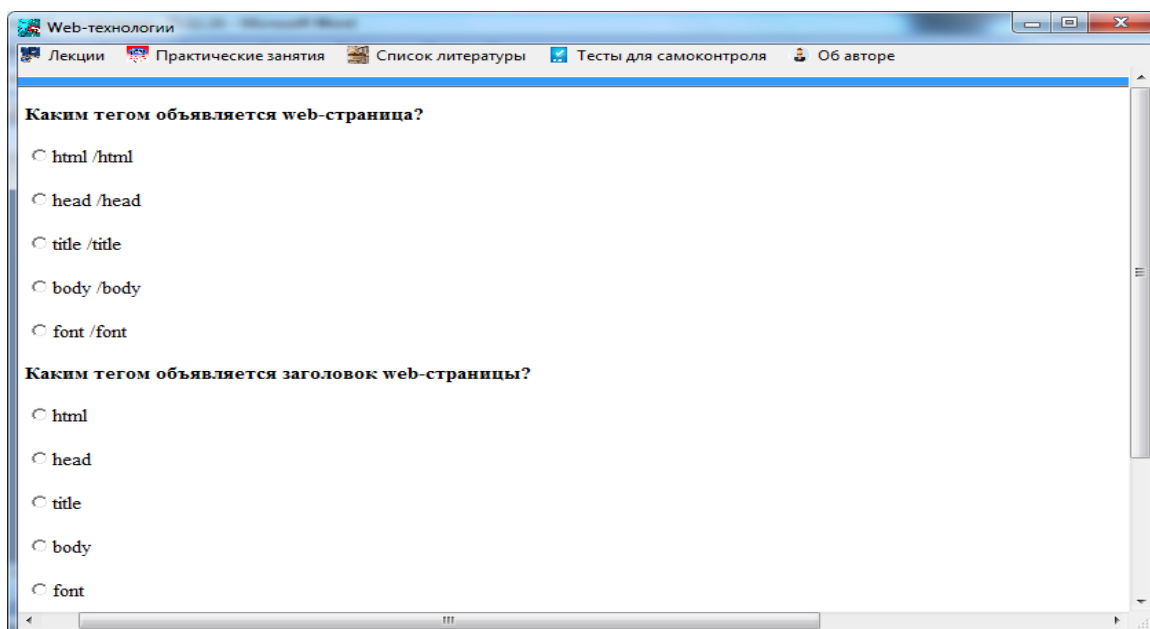 Web-технологии
Лекции Практические занятия Список литературы Тесты для самоконтроля Об авторе
Каким тегом объявляется web-страница?
html /html
head /head
title /title
body /body
font /font
Каким тегом объявляется заголовок web-страницы?
html
head
title
body
font